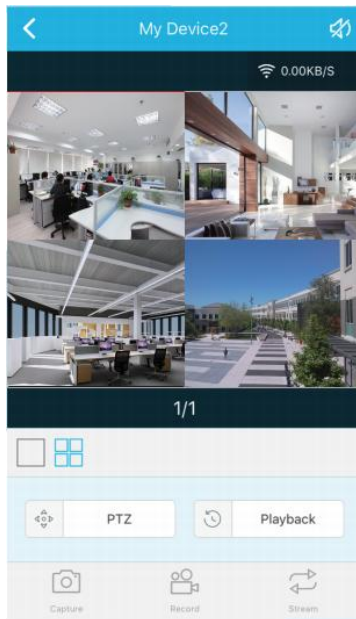 My Device2
0.00KB/S
1/1
PTZ
Playback
Capture
Record
Stream